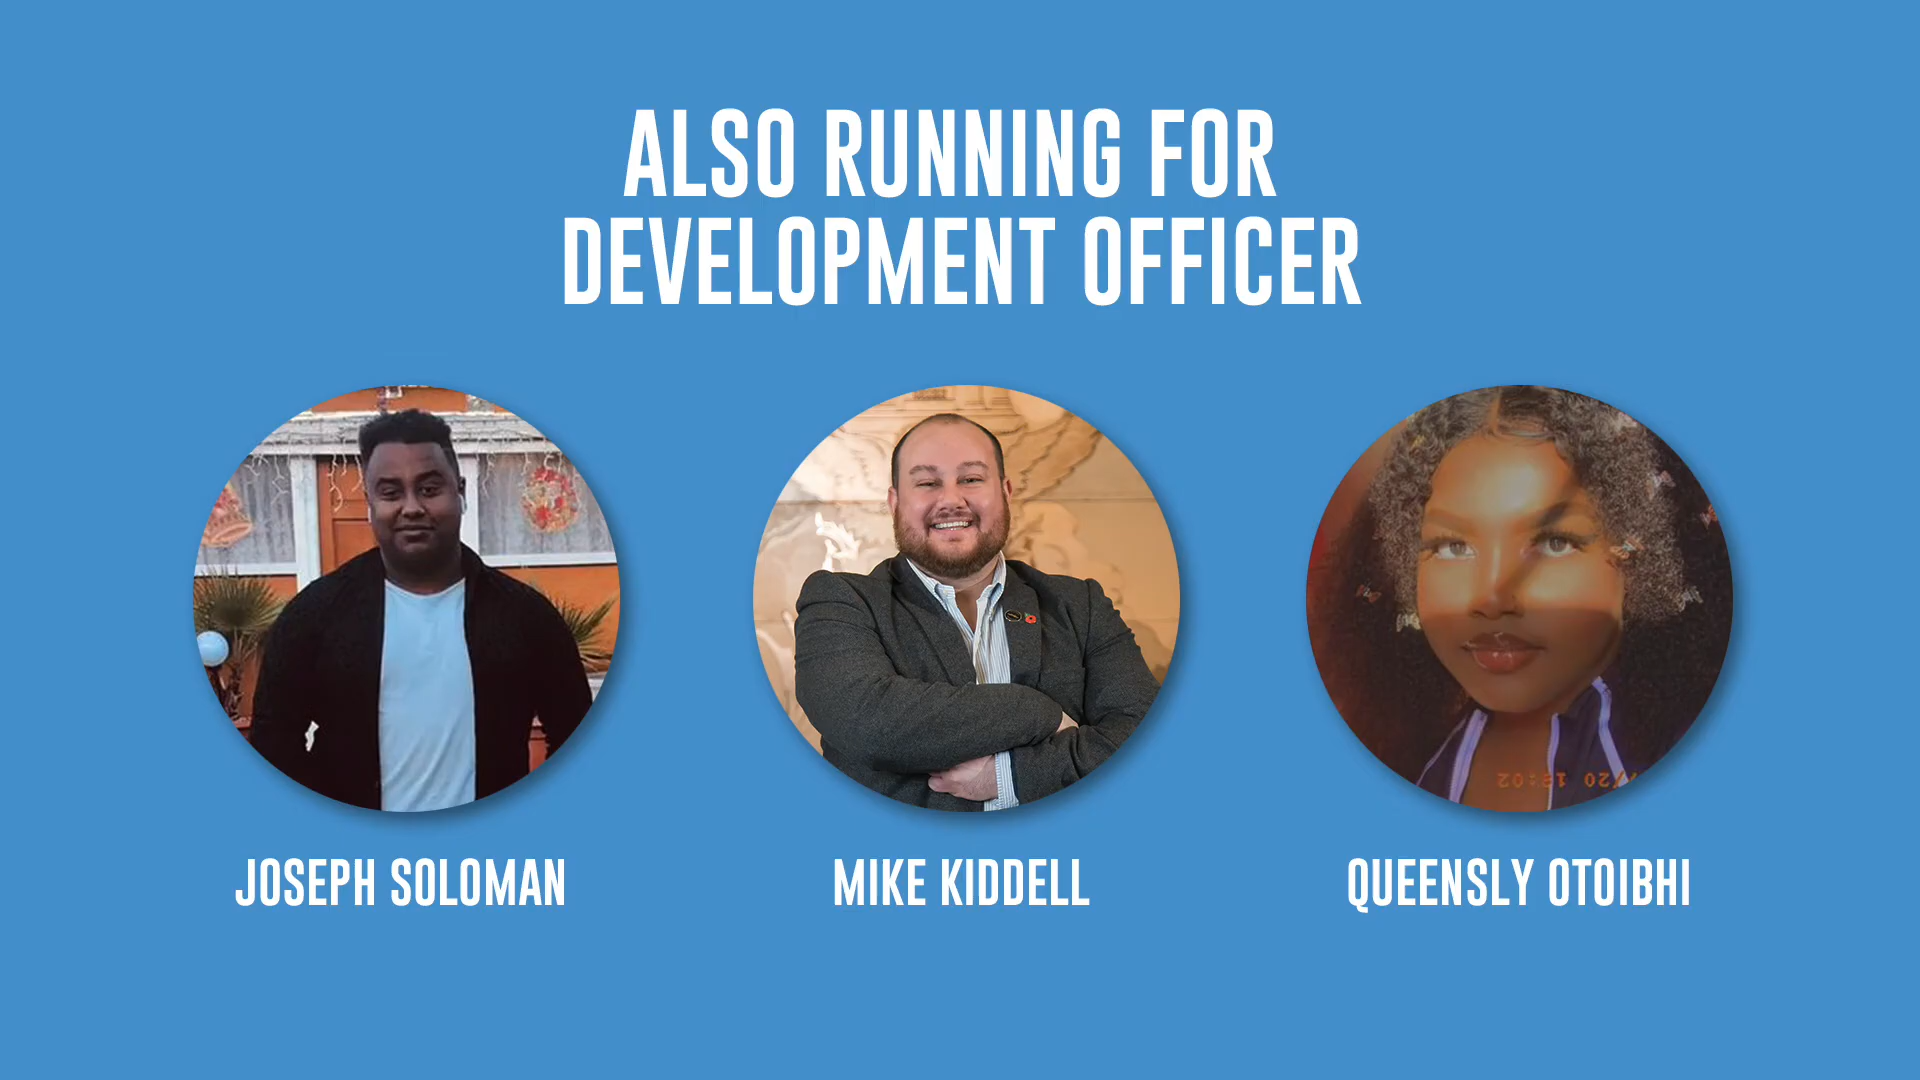 ALSO RUNNING FOR
DEVELOPMENT OFFICER
JOSEPH SOLOMAN
MIKE KIDDELL
QUEENSLY OTOIBHI